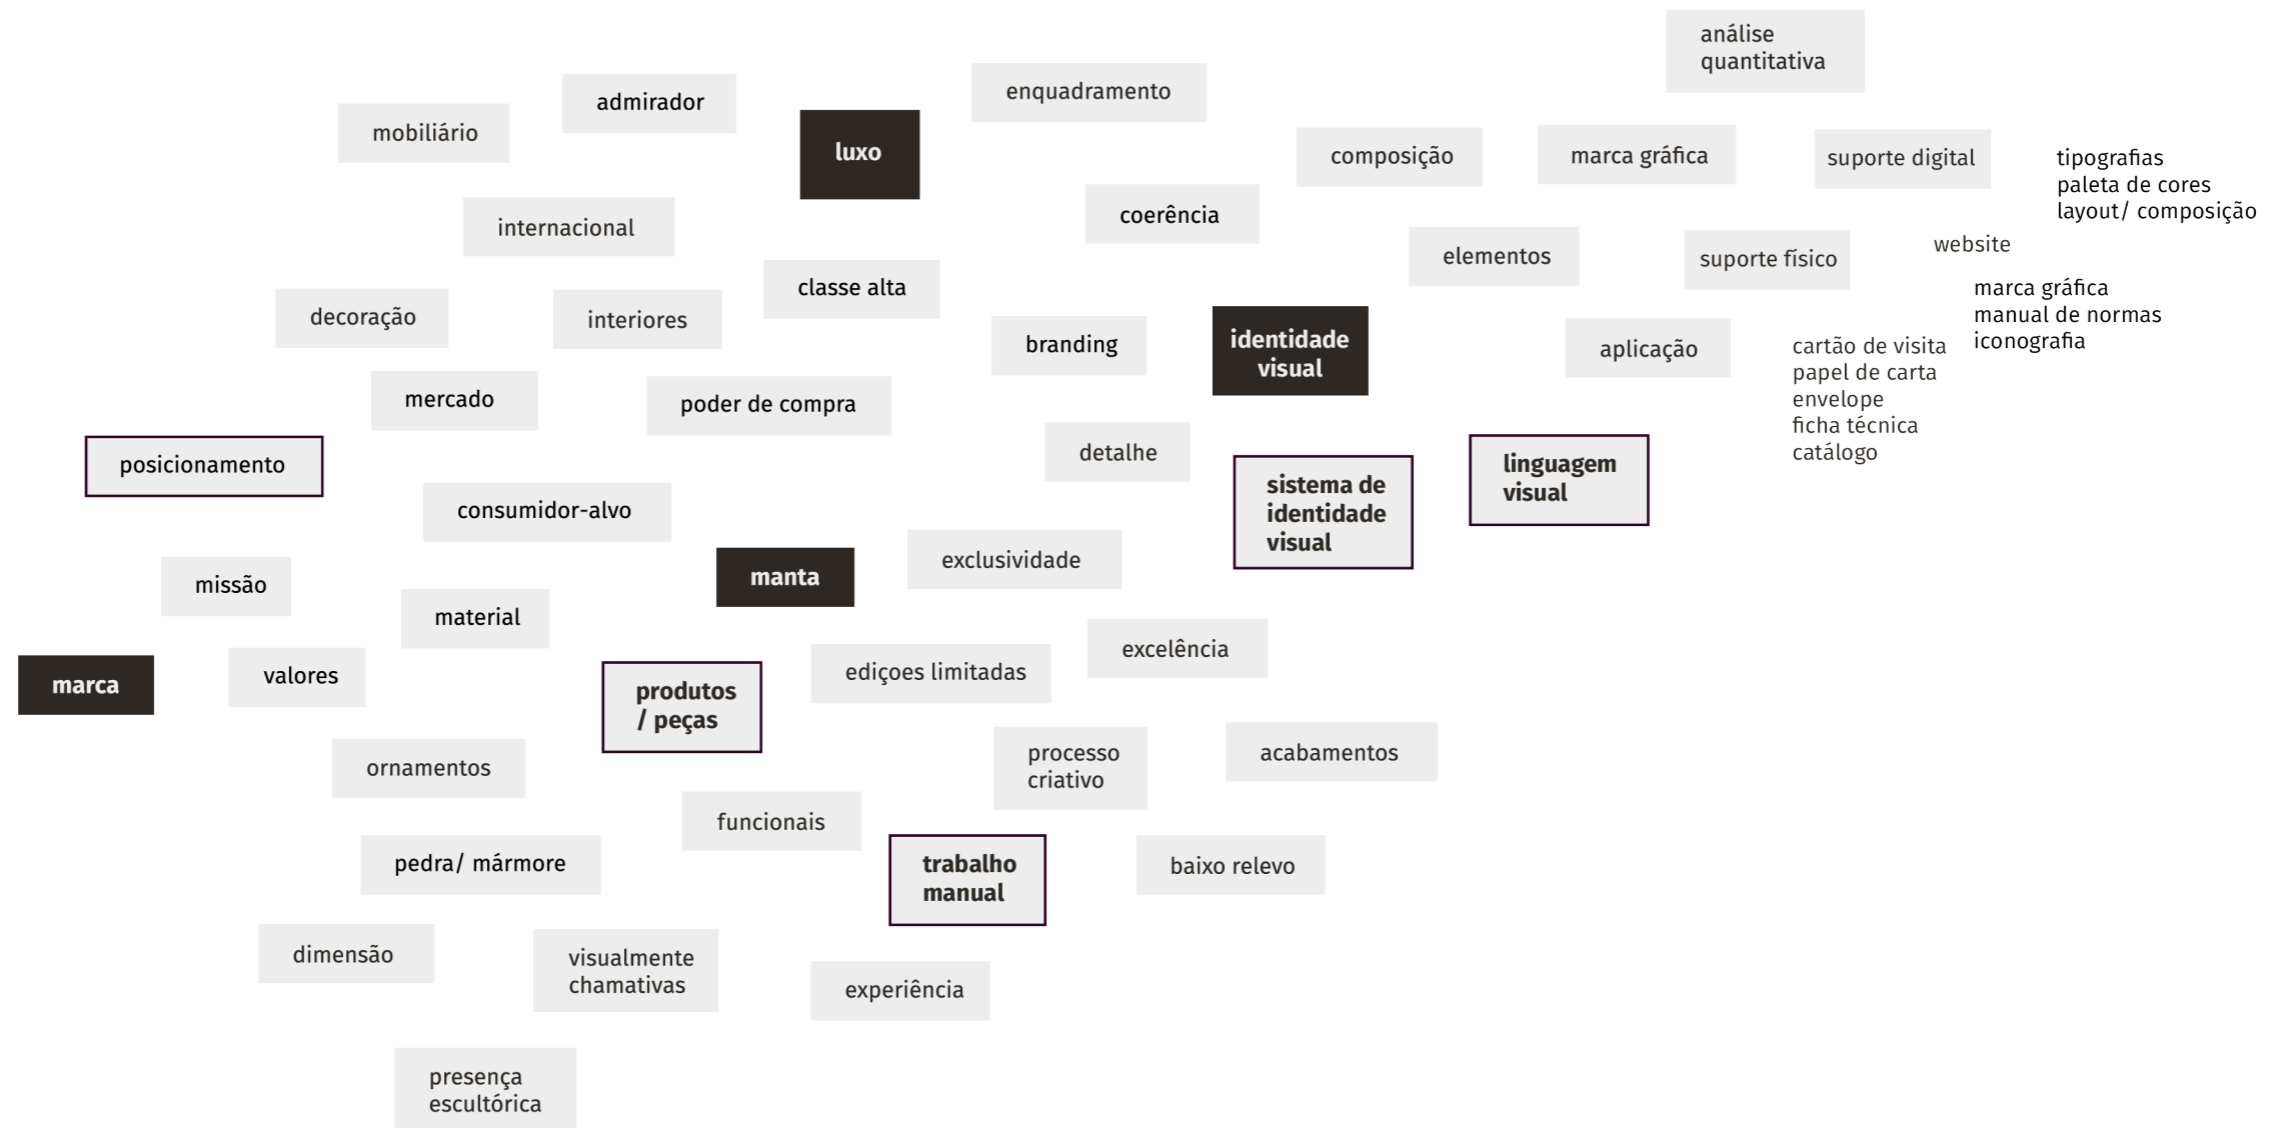 análise
quantitativa
enquadramento
admirador
mobiliário
luxo
composição
marca gráfica
suporte digital
tipografias
paleta de cores
layout/ composição
coerência
internacional
elementos
suporte físico
website
classe alta
marca gráfica
manual de normas
iconografia
decoração
interiores
branding
identidade
visual
aplicação
cartão de visita
papel de carta
envelope
ficha técnica
catálogo
mercado
poder de compra
detalhe
posicionamento
linguagem
visual
sistema de
identidade
visual
consumidor-alvo
exclusividade
manta
missão
material
excelência
ediçoes limitadas
valores
marca
produtos
/ peças
processo
criativo
acabamentos
ornamentos
funcionais
pedra/ mármore
trabalho
manual
baixo relevo
dimensão
visualmente
chamativas
experiência
presença
escultórica